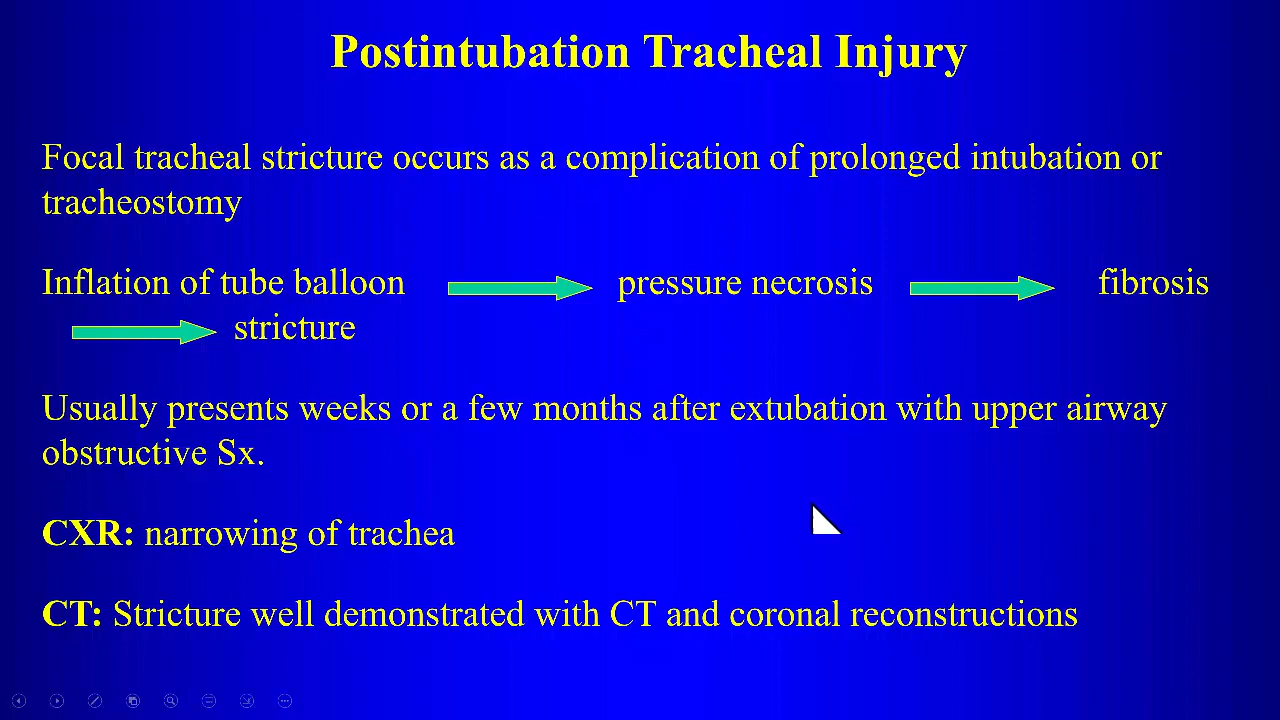 Postintubation Tracheal Injury
Focal tracheal stricture occurs as a complication of prolonged intubation or
tracheostomy
Inflation of tube balloon pressure necrosis fibrosis
stricture
Usually presents weeks or a few months after extubation with upper airway
obstructive Sx.
CXR: narrowing of trachea
CT: Stricture well demonstrated with CT and coronal reconstructions